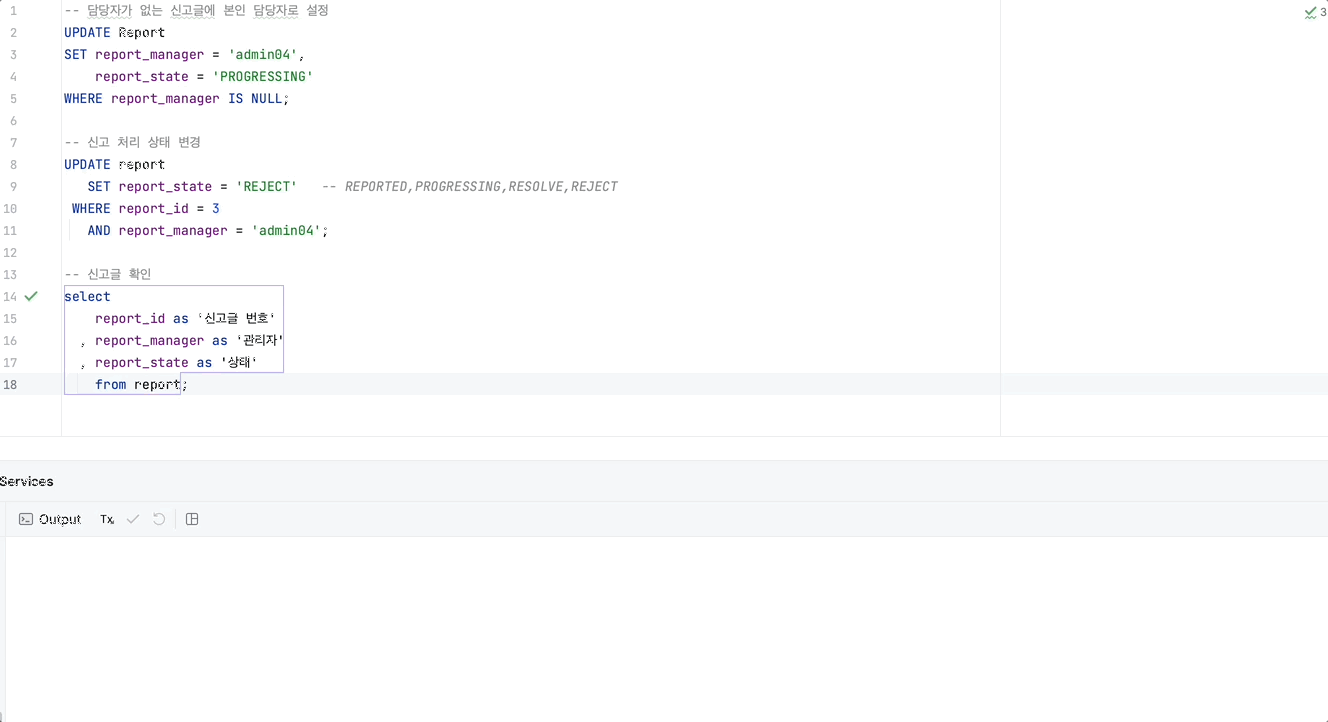 1 -- 담당자가 없는 신고글에 본인 담당자로 설정
2 UPDATE Report
3 SET report_manager = 'admin04',
4 report_state = 'PROGRESSING'
5 WHERE report_manager IS NULL;
6
7 -- 신고 처리 상태 변경
8 UPDATE report
9 SET report_state = 'REJECT' -- REPORTED,PROGRESSING,RESOLVE,REJECT
10 WHERE report_id = 3
11 AND report_manager = 'admin04';
12
13 -- 신고글 확인
14 select
15 report_id as '신고글 번호'
16 , report_manager as '관리자'
17 , report_state as '상태'
18 from report;
3
Services
Output Tx